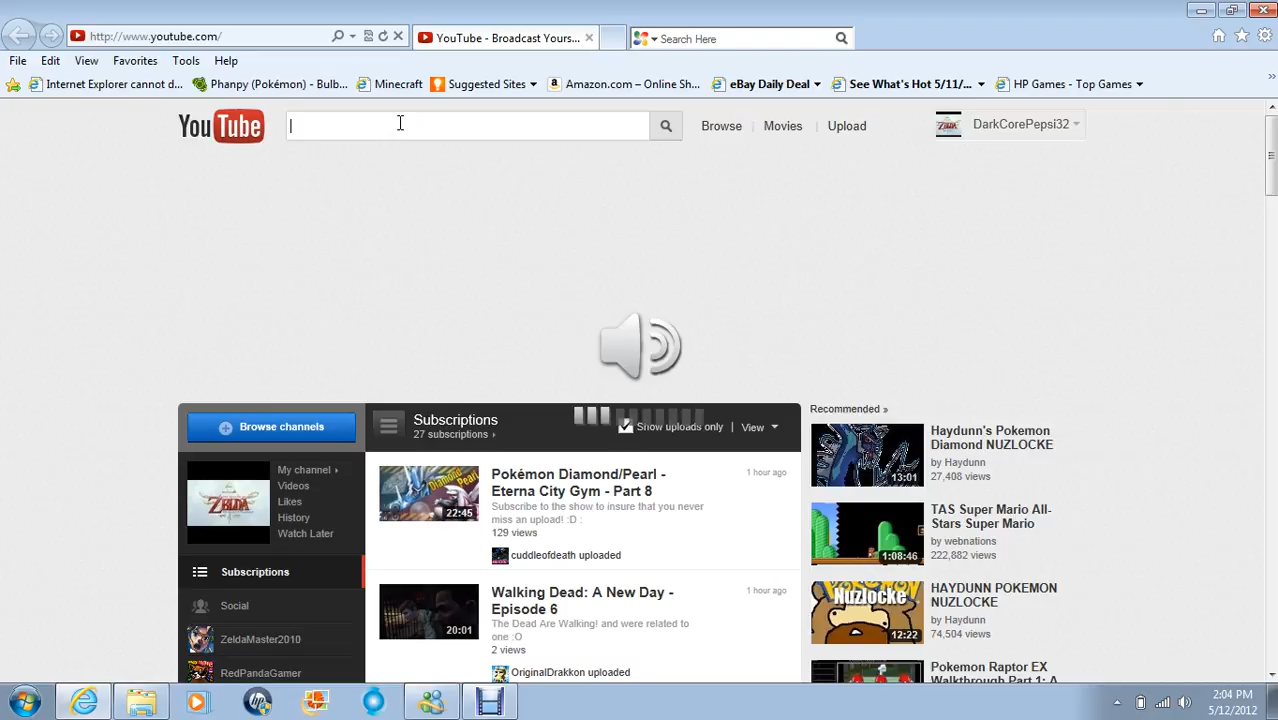 http://www.youtube.com/
YouTube - Broadcast Yours...
Search Here
File Edit View Favorites Tools Help
Internet Explorer cannot d...
Phanpy (Pokémon) - Bulb...
Minecraft
Suggested Sites
Amazon.com – Online Sh...
eBay Daily Deal
See What's Hot 5/11/...
HP Games - Top Games
YouTube
Browse | Movies | Upload
DarkCorePepsi32
Browse channels
Subscriptions
27 subscriptions ›
Show uploads only | View
Recommended »
My channel ›
Videos
Likes
History
Watch Later
ZELDA
Subscriptions
Social
ZeldaMaster2010
RedPandaGamer
Pokémon Diamond/Pearl -
Eterna City Gym - Part 8
1 hour ago
Subscribe to the show to insure that you never
miss an upload! :D :
129 views
cuddleofdeath uploaded
22:45
Walking Dead: A New Day -
Episode 6
1 hour ago
The Dead Are Walking! and were related to
one :O
2 views
OriginalDrakkon uploaded
20:01
Haydunn's Pokemon
Diamond NUZLOCKE
by Haydunn
27,408 views
13:01
TAS Super Mario All-
Stars Super Mario
by webnations
222,882 views
1:08:46
HAYDUNN POKEMON
NUZLOCKE
by Haydunn
74,504 views
Nuzlocke
12:22
Pokemon Raptor EX
Walkthrough Part 1: A
2:04 PM
5/12/2012